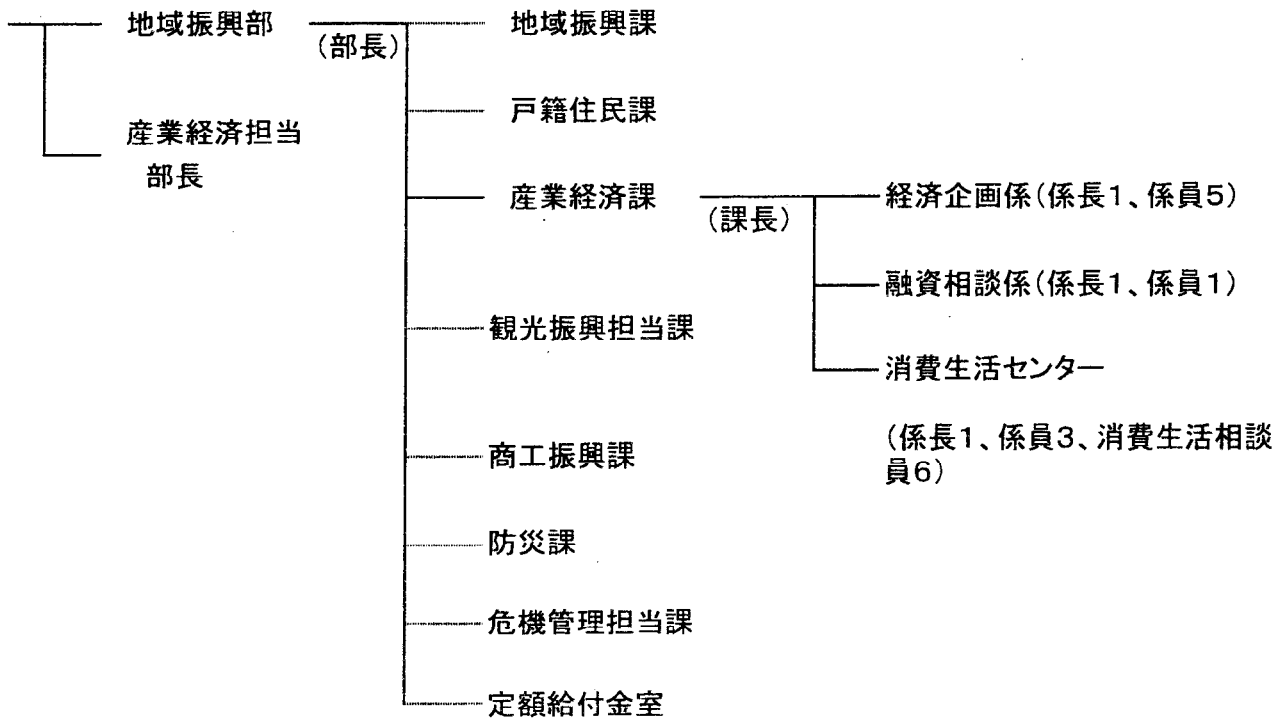 地域振興部
(部長)
地域振興課
産業経済担当
部長
戸籍住民課
産業経済課
(課長)
経済企画係(係長1、係員5)
融資相談係(係長1、係員1)
消費生活センター
(係長1、係員3、消費生活相談
員6)
観光振興担当課
商工振興課
防災課
危機管理担当課
定額給付金室